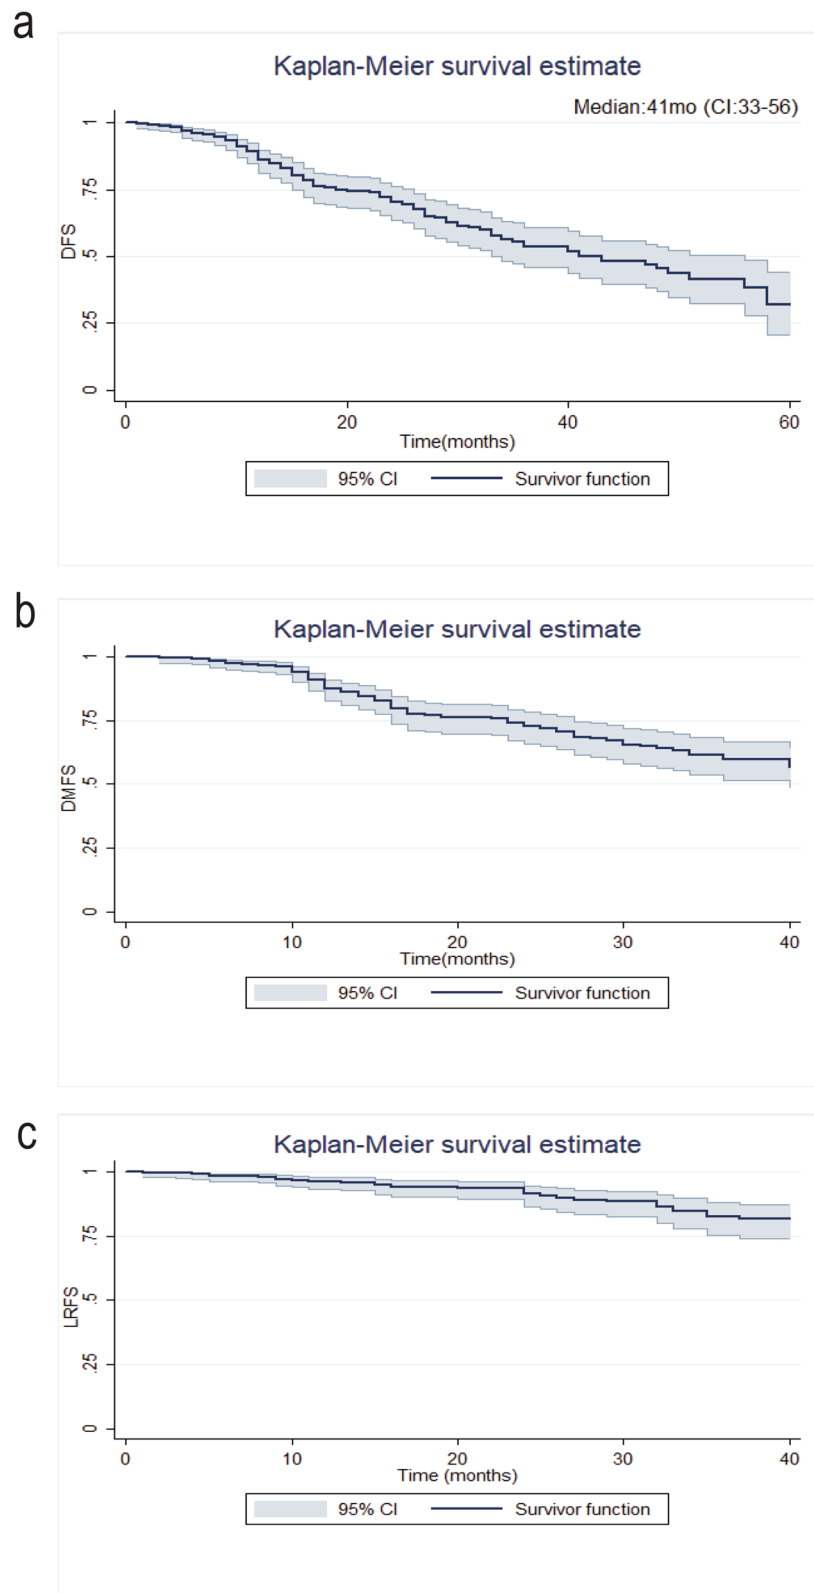 a
Kaplan-Meier survival estimate
Median:41mo (CI:33-56)
DFS
1
.75
.5
.25
0
0 20 40 60
Time(months)
95% CI Survivor function
b
Kaplan-Meier survival estimate
DMFS
1
.75
.5
.25
0
0 10 20 30 40
Time(months)
95% CI Survivor function
c
Kaplan-Meier survival estimate
LRFS
1
.75
.5
.25
0
0 10 20 30 40
Time (months)
95% CI Survivor function